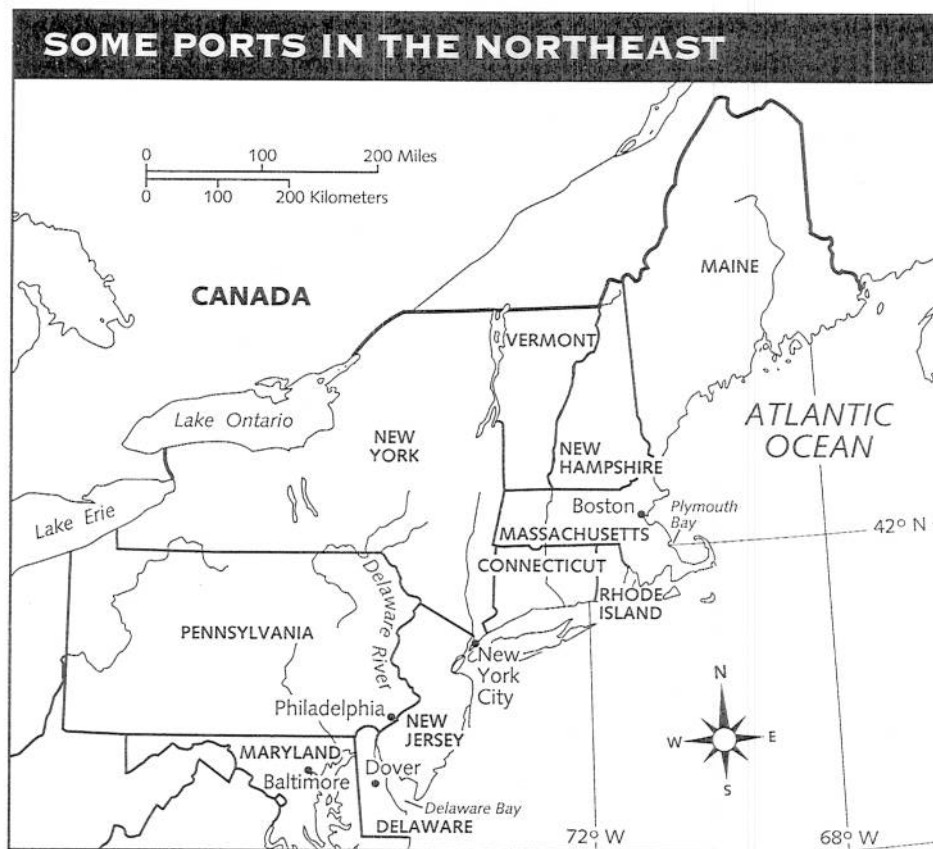 SOME PORTS IN THE NORTHEAST
0 100 200 Miles
0 100 200 Kilometers
CANADA
MAINE
VERMONT
Lake Ontario
NEW
YORK
ATLANTIC
OCEAN
NEW
HAMPSHIRE
Lake Erie
Boston
Plymouth
Bay
42° N
MASSACHUSETTS
CONNECTICUT
RHODE
ISLAND
Delaware River
PENNSYLVANIA
New
York
City
Philadelphia
NEW
JERSEY
N
W
E
S
MARYLAND
Baltimore
Dover
Delaware Bay
DELAWARE
72° W
68° W